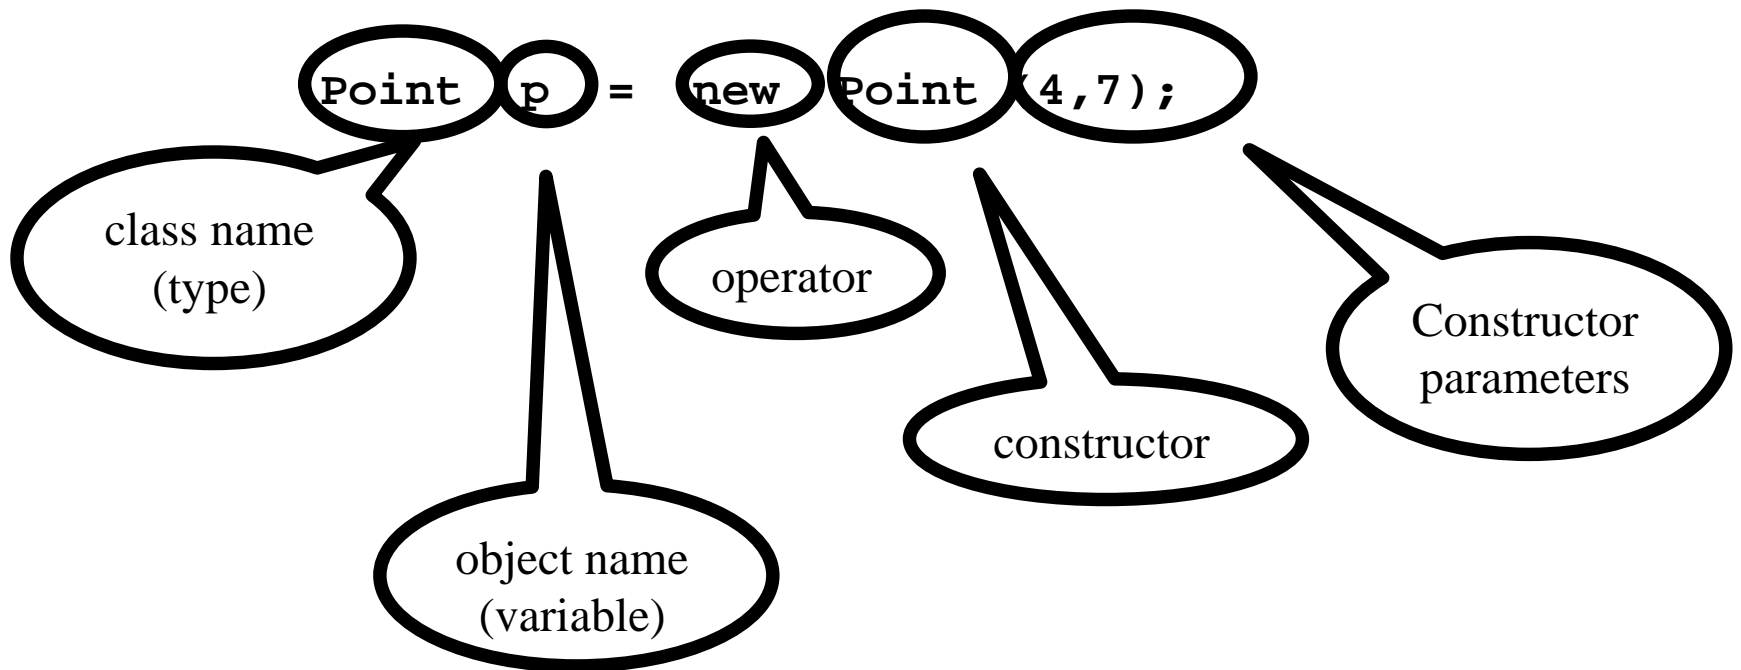 Point p = new Point (4,7);
class name
(type)
operator
Constructor
parameters
constructor
object name
(variable)